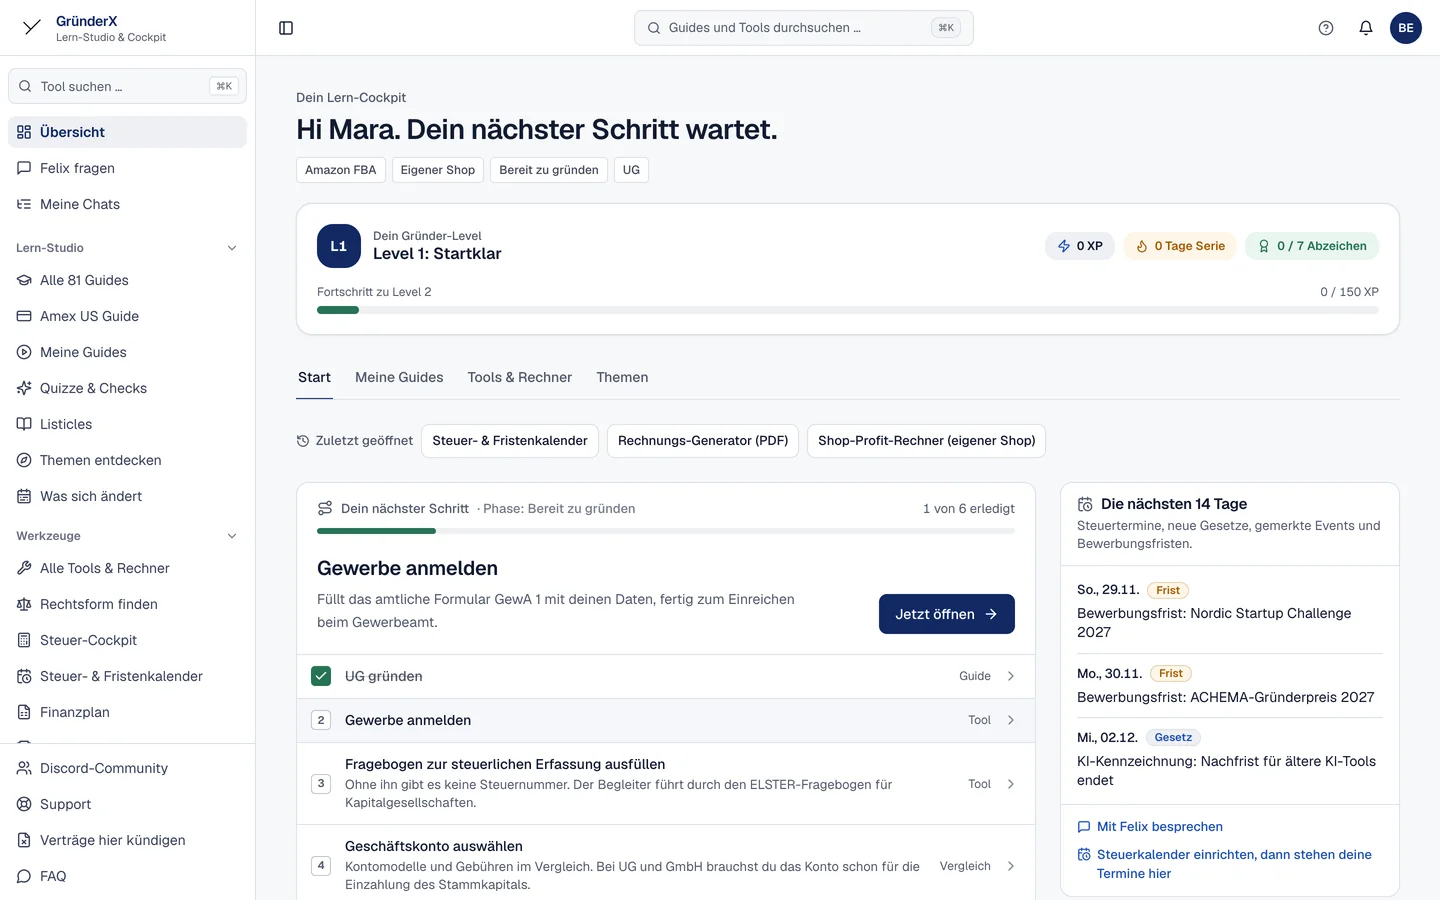 GründerX
Lern-Studio & Cockpit
Tool suchen …
⌘K
Übersicht
Felix fragen
Meine Chats
Lern-Studio
Alle 81 Guides
Amex US Guide
Meine Guides
Quizze & Checks
Listicles
Themen entdecken
Was sich ändert
Werkzeuge
Alle Tools & Rechner
Rechtsform finden
Steuer-Cockpit
Steuer- & Fristenkalender
Finanzplan
Discord-Community
Support
Verträge hier kündigen
FAQ
Guides und Tools durchsuchen …
⌘K
BE
Dein Lern-Cockpit
Hi Mara. Dein nächster Schritt wartet.
Amazon FBA
Eigener Shop
Bereit zu gründen
UG
L1
Dein Gründer-Level
Level 1: Startklar
0 XP
0 Tage Serie
0 / 7 Abzeichen
Fortschritt zu Level 2
0 / 150 XP
Start
Meine Guides
Tools & Rechner
Themen
Zuletzt geöffnet
Steuer- & Fristenkalender
Rechnungs-Generator (PDF)
Shop-Profit-Rechner (eigener Shop)
Dein nächster Schritt · Phase: Bereit zu gründen
1 von 6 erledigt
Gewerbe anmelden
Füllt das amtliche Formular GewA 1 mit deinen Daten, fertig zum Einreichen
beim Gewerbeamt.
Jetzt öffnen
UG gründen
Guide
2
Gewerbe anmelden
Tool
3
Fragebogen zur steuerlichen Erfassung ausfüllen
Ohne ihn gibt es keine Steuernummer. Der Begleiter führt durch den ELSTER-Fragebogen für
Kapitalgesellschaften.
Tool
4
Geschäftskonto auswählen
Kontomodelle und Gebühren im Vergleich. Bei UG und GmbH brauchst du das Konto schon für die
Einzahlung des Stammkapitals.
Vergleich
Die nächsten 14 Tage
Steuertermine, neue Gesetze, gemerkte Events und
Bewerbungsfristen.
So., 29.11.
Frist
Bewerbungsfrist: Nordic Startup Challenge
2027
Mo., 30.11.
Frist
Bewerbungsfrist: ACHEMA-Gründerpreis 2027
Mi., 02.12.
Gesetz
KI-Kennzeichnung: Nachfrist für ältere KI-Tools
endet
Mit Felix besprechen
Steuerkalender einrichten, dann stehen deine
Termine hier